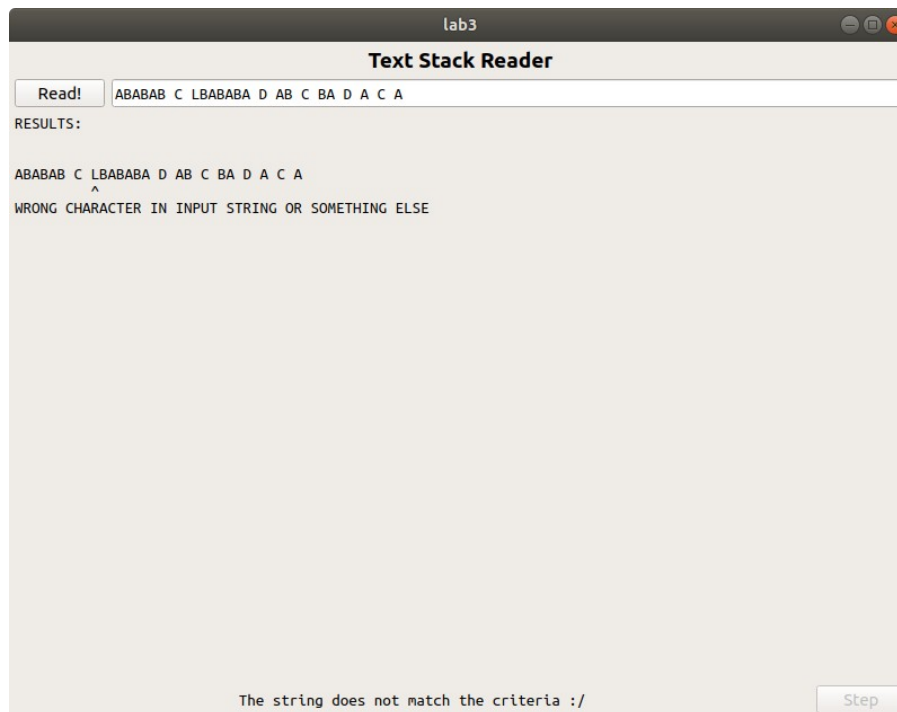 lab3
Text Stack Reader
Read! ABABAB C LBABABA D AB C BA D A C A
RESULTS:
ABABAB C LBABABA D AB C BA D A C A
^
WRONG CHARACTER IN INPUT STRING OR SOMETHING ELSE
The string does not match the criteria :/ Step